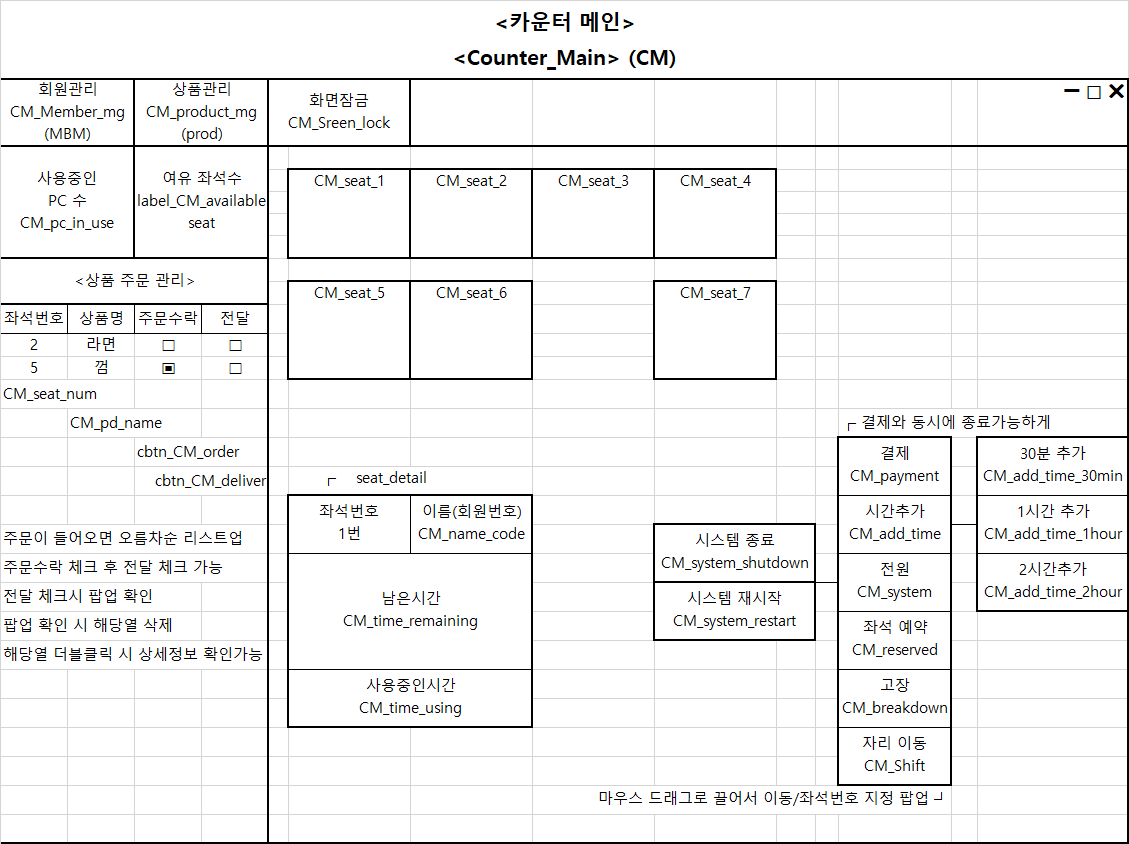 <카운터 메인>
<Counter_Main> (CM)
회원관리
CM_Member_mg
(MBM)
상품관리
CM_product_mg
(prod)
화면잠금
CM_Sreen_lock
사용중인
PC 수
CM_pc_in_use
여유 좌석수
label_CM_available
seat
CM_seat_1
CM_seat_2
CM_seat_3
CM_seat_4
<상품 주문 관리>
CM_seat_5
CM_seat_6
CM_seat_7
좌석번호 상품명 주문수락 전달
2 라면 □ □
5 껌 ▣ □
CM_seat_num
CM_pd_name
cbtn_CM_order
cbtn_CM_deliver
주문이 들어오면 오름차순 리스트업
주문수락 체크 후 전달 체크 가능
전달 체크시 팝업 확인
팝업 확인 시 해당열 삭제
해당열 더블클릭 시 상세정보 확인가능
┌ seat_detail
좌석번호
1번
이름(회원번호)
CM_name_code
남은시간
CM_time_remaining
사용중인시간
CM_time_using
시스템 종료
CM_system_shutdown
시스템 재시작
CM_system_restart
┌ 결제와 동시에 종료가능하게
결제
CM_payment
시간추가
CM_add_time
전원
CM_system
좌석 예약
CM_reserved
고장
CM_breakdown
자리 이동
CM_Shift
30분 추가
CM_add_time_30min
1시간 추가
CM_add_time_1hour
2시간추가
CM_add_time_2hour
마우스 드래그로 끌어서 이동/좌석번호 지정 팝업 ┘